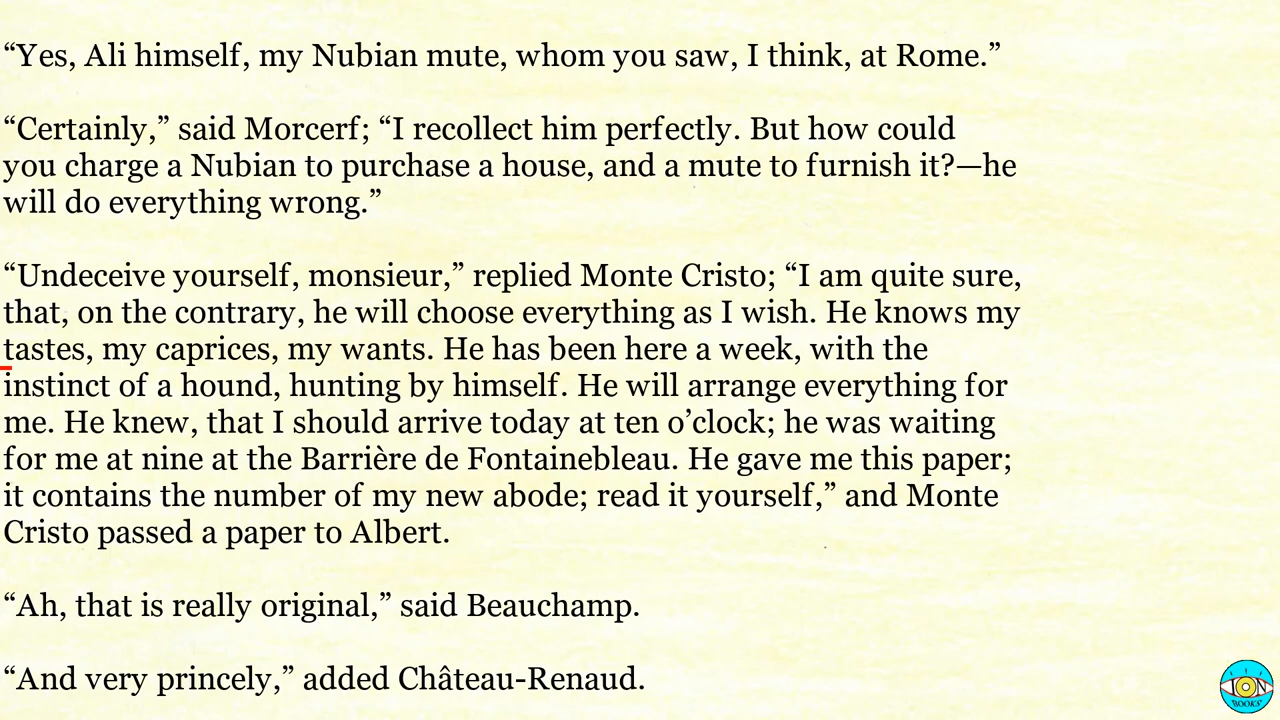 “Yes, Ali himself, my Nubian mute, whom you saw, I think, at Rome.”
“Certainly,” said Morcerf; “I recollect him perfectly. But how could
you charge a Nubian to purchase a house, and a mute to furnish it?—he
will do everything wrong.”
“Undeceive yourself, monsieur,” replied Monte Cristo; “I am quite sure,
that, on the contrary, he will choose everything as I wish. He knows my
tastes, my caprices, my wants. He has been here a week, with the
instinct of a hound, hunting by himself. He will arrange everything for
me. He knew, that I should arrive today at ten o’clock; he was waiting
for me at nine at the Barrière de Fontainebleau. He gave me this paper;
it contains the number of my new abode; read it yourself,” and Monte
Cristo passed a paper to Albert.
“Ah, that is really original,” said Beauchamp.
“And very princely,” added Château-Renaud.
ION
BOOKS